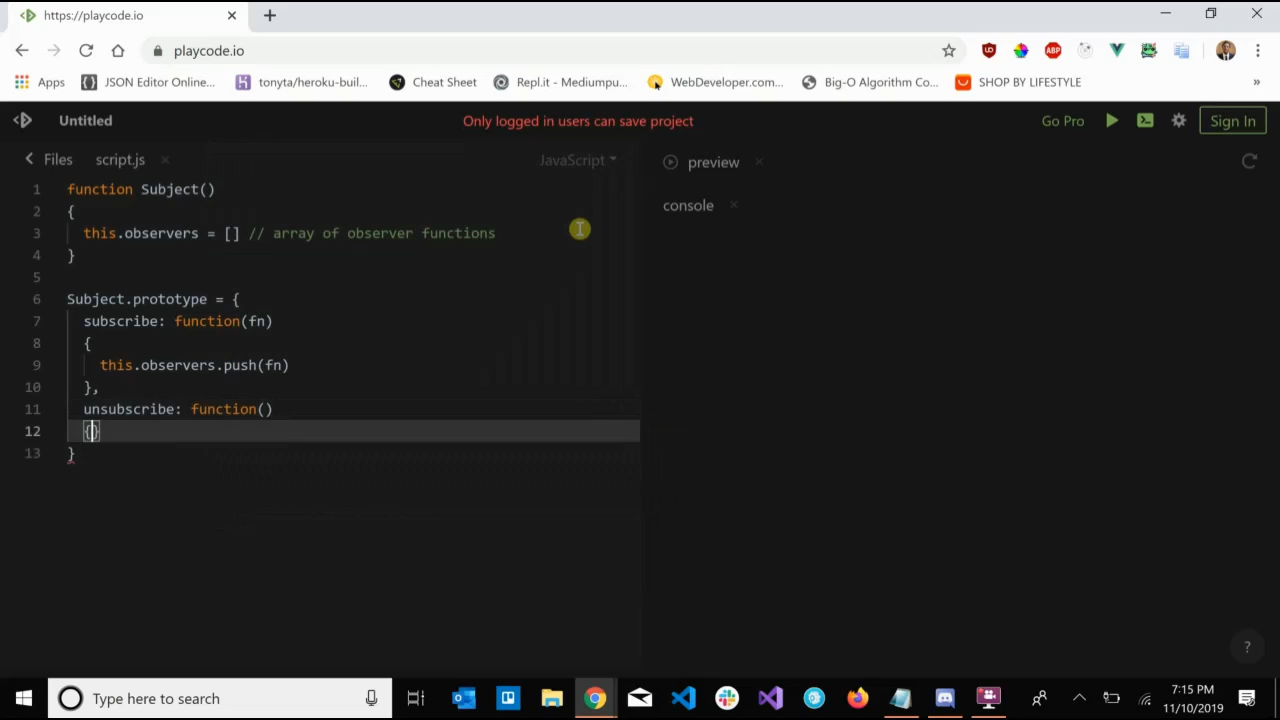 https://playcode.io
playcode.io
Apps
JSON Editor Online...
tonyta/heroku-buil...
Cheat Sheet
Repl.it - Mediumpu...
WebDeveloper.com...
Big-O Algorithm Co...
SHOP BY LIFESTYLE
»
Untitled
Only logged in users can save project
Go Pro
Sign In
Files
script.js
JavaScript
preview
console
1 function Subject()
2 {
3 this.observers = [] // array of observer functions
4 }
5
6 Subject.prototype = {
7 subscribe: function(fn)
8 {
9 this.observers.push(fn)
10 },
11 unsubscribe: function()
12 {}
13 }
?
Type here to search
7:15 PM
11/10/2019